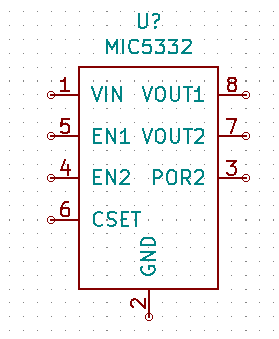 U?
MIC5332
1 VIN VOUT1 8
5 EN1 VOUT2 7
4 EN2 POR2 3
6 CSET
GND
2